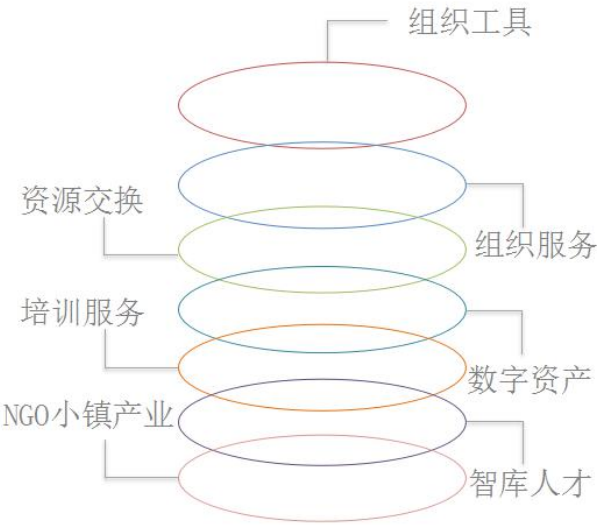 组织工具
资源交换
组织服务
培训服务
数字资产
NGO小镇产业
智库人才